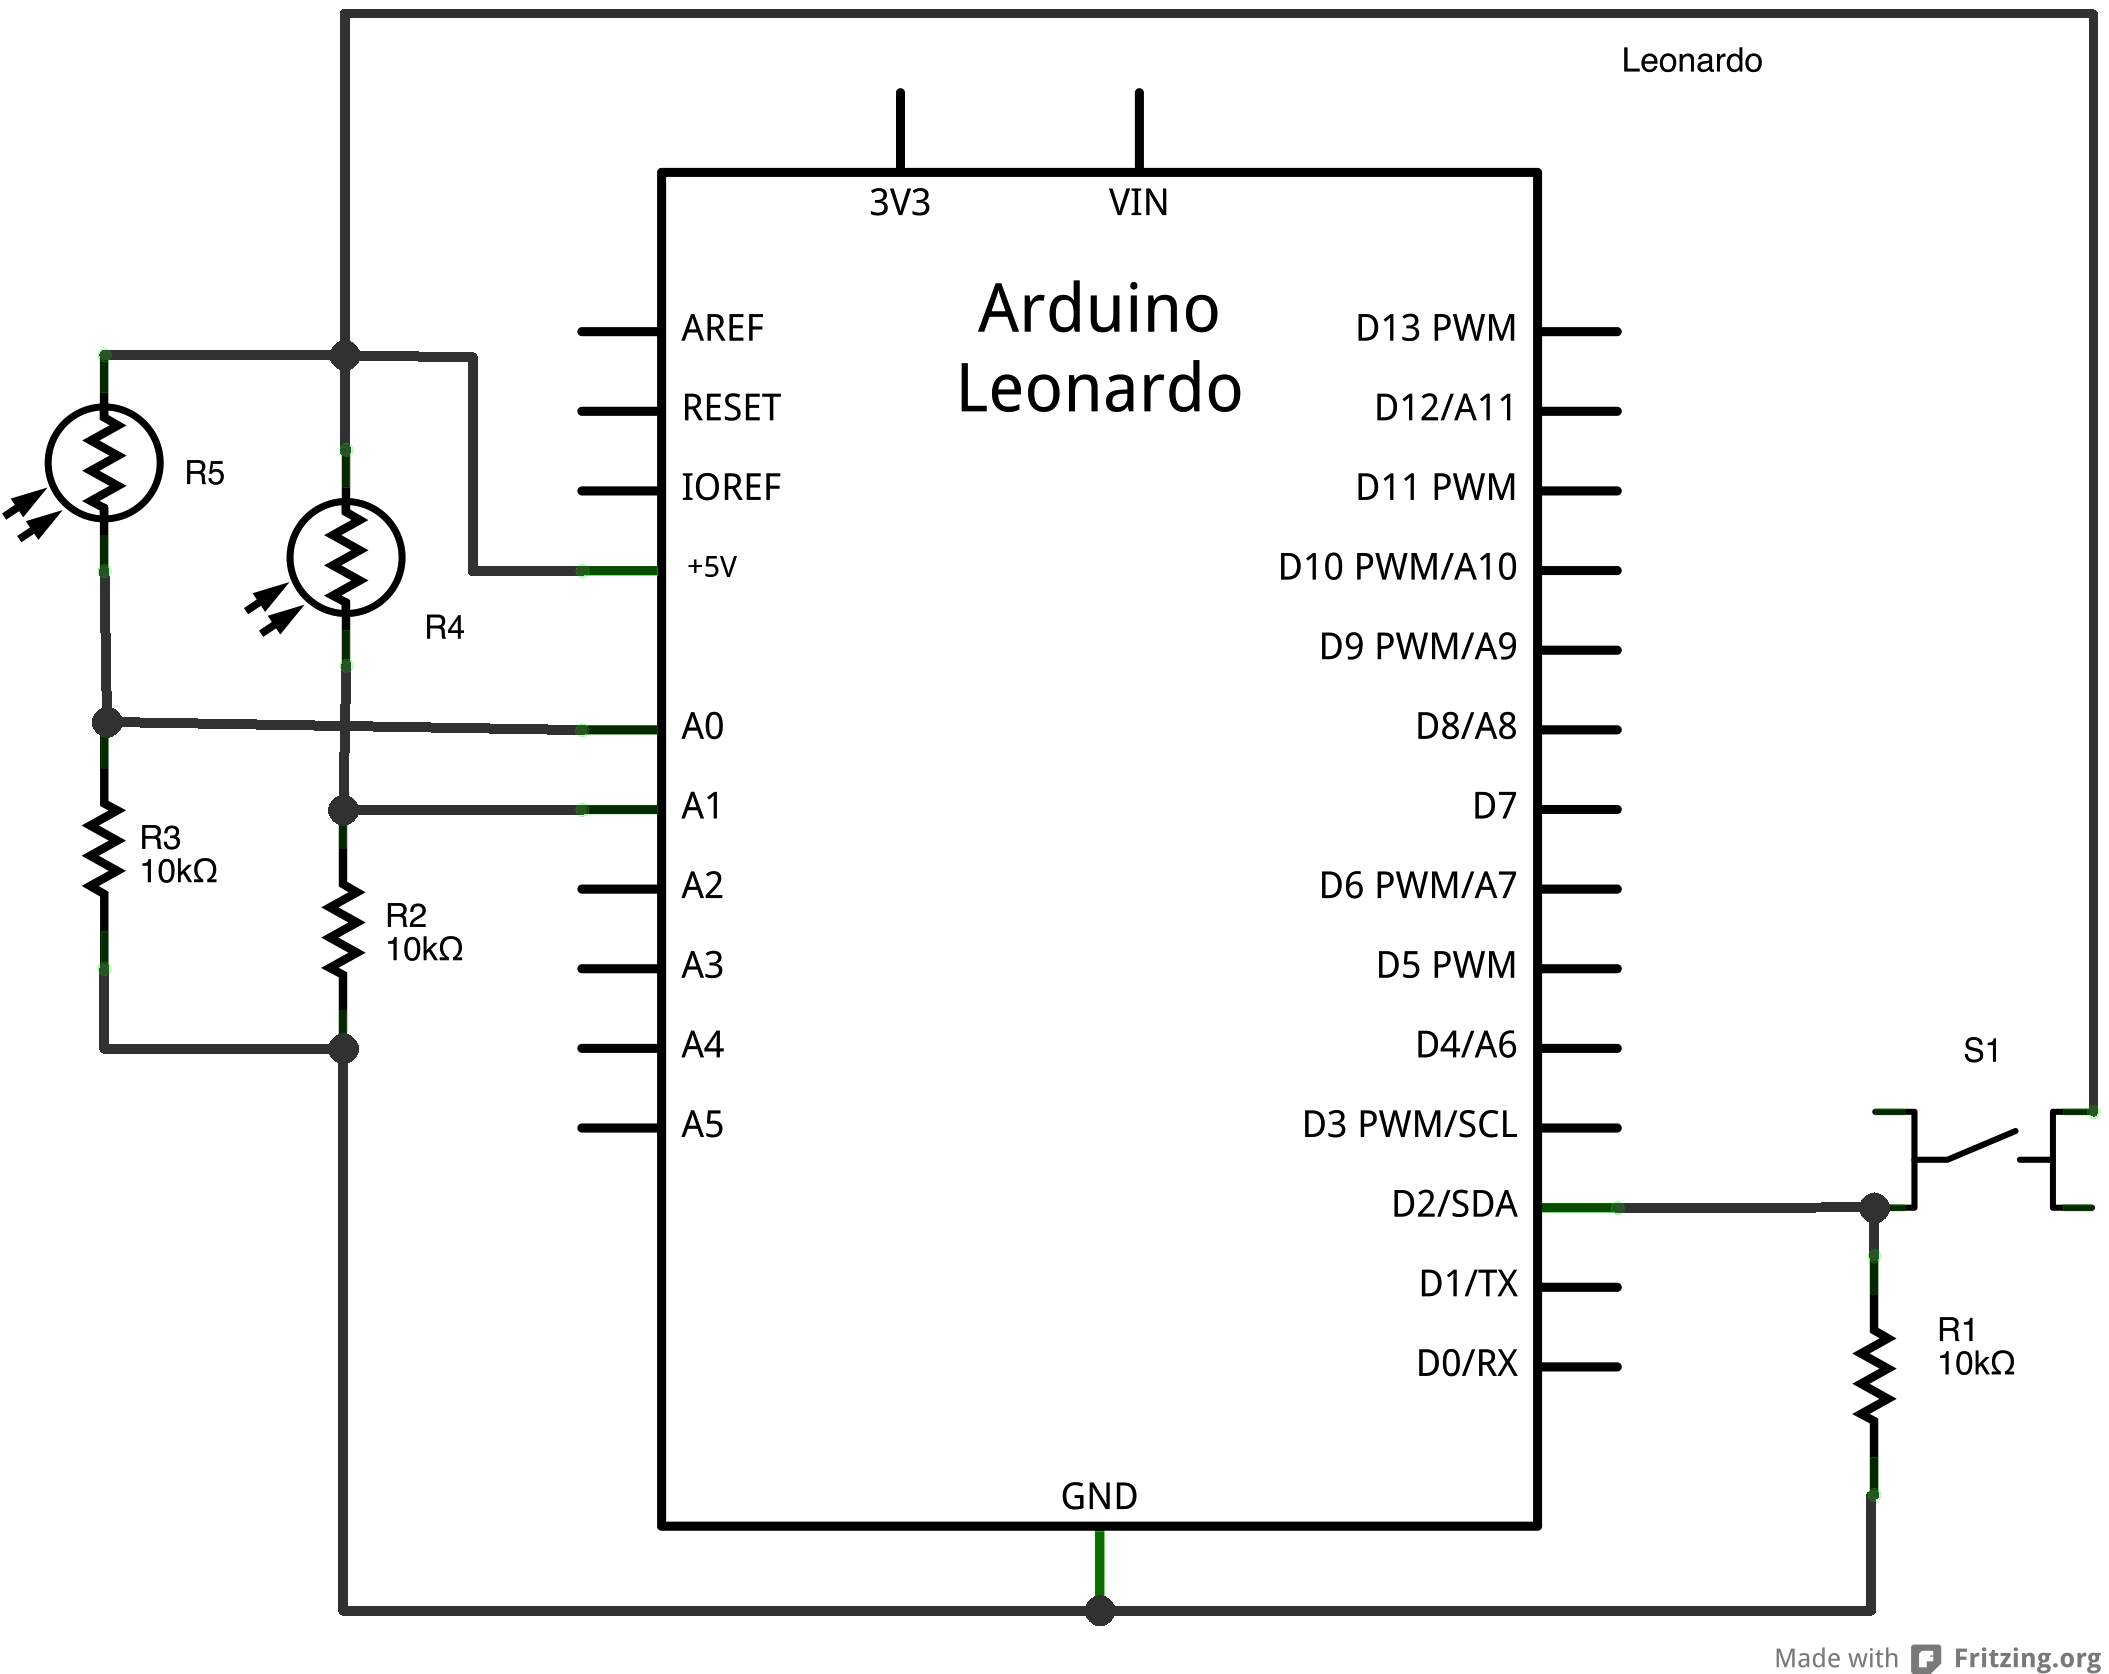 Leonardo
3V3
VIN
Arduino
Leonardo
AREF
RESET
IOREF
+5V
A0
A1
A2
A3
A4
A5
D13 PWM
D12/A11
D11 PWM
D10 PWM/A10
D9 PWM/A9
D8/A8
D7
D6 PWM/A7
D5 PWM
D4/A6
D3 PWM/SCL
D2/SDA
D1/TX
D0/RX
GND
R5
R4
R3
10kΩ
R2
10kΩ
S1
R1
10kΩ
Made with Fritzing.org